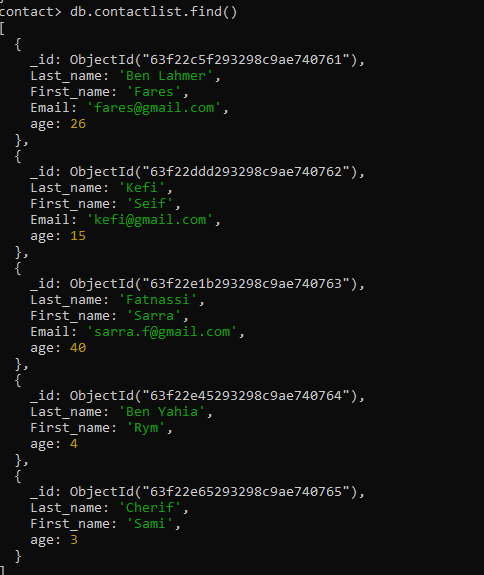 contact> db.contactlist.find()
[
  {
    _id: ObjectId("63f22c5f293298c9ae740761"),
    Last_name: 'Ben Lahmer',
    First_name: 'Fares',
    Email: 'fares@gmail.com',
    age: 26
  },
  {
    _id: ObjectId("63f22ddd293298c9ae740762"),
    Last_name: 'Kefi',
    First_name: 'Seif',
    Email: 'kefi@gmail.com',
    age: 15
  },
  {
    _id: ObjectId("63f22e1b293298c9ae740763"),
    Last_name: 'Fatnassi',
    First_name: 'Sarra',
    Email: 'sarra.f@gmail.com',
    age: 40
  },
  {
    _id: ObjectId("63f22e45293298c9ae740764"),
    Last_name: 'Ben Yahia',
    First_name: 'Rym',
    age: 4
  },
  {
    _id: ObjectId("63f22e65293298c9ae740765"),
    Last_name: 'Cherif',
    First_name: 'Sami',
    age: 3
  }
]